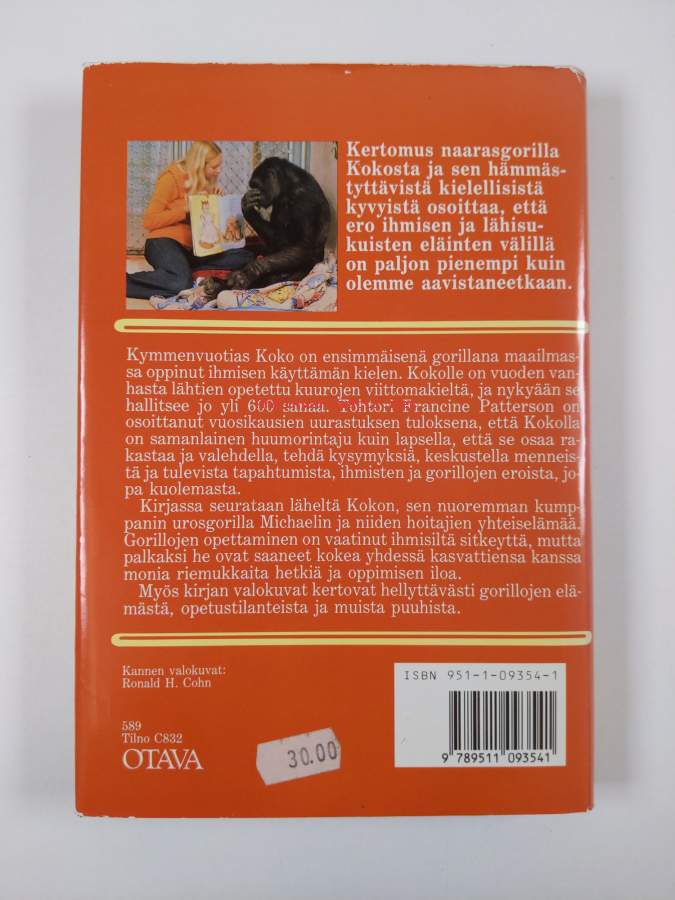 Kertomus naarasgorilla
Kokosta ja sen hämmäs-
tyttävistä kielellisistä
kyvyistä osoittaa, että
ero ihmisen ja lähisu-
kuisten eläinten välillä
on paljon pienempi kuin
olemme aavistaneetkaan.
Kymmenvuotias Koko on ensimmäisenä gorillana maailmas-
sa oppinut ihmisen käyttämän kielen. Kokolle on vuoden van-
hasta lähtien opetettu kuurojen viittomakieltä, ja nykyään se
hallitsee jo yli 600 sanaa. Tohtori Francine Patterson on
osoittanut vuosikausien uurastuksen tuloksena, että Kokolla
on samanlainen huumorintaju kuin lapsella, että se osaa ra-
kastaa ja valehdella, tehdä kysymyksiä, keskustella menneis-
tä ja tulevista tapahtumista, ihmisten ja gorillojen eroista, jo-
pa kuolemasta.
Kirjassa seurataan läheltä Kokon, sen nuoremman kump-
panin urosgorilla Michaelin ja niiden hoitajien yhteiselämää.
Gorillojen opettaminen on vaatinut ihmisiltä sitkeyttä, mutta
palkaksi he ovat saaneet kokea yhdessä kasvattiensa kanssa
monia riemukkaita hetkiä ja oppimisen iloa.
Myös kirjan valokuvat kertovat hellyttävästi gorillojen elä-
mästä, opetustilanteista ja muista puuhista.
Kannen valokuvat:
Ronald H. Cohn
589
Tilno C832
OTAVA
30.00
ISBN 951-1-09354-1
9 789511 093541